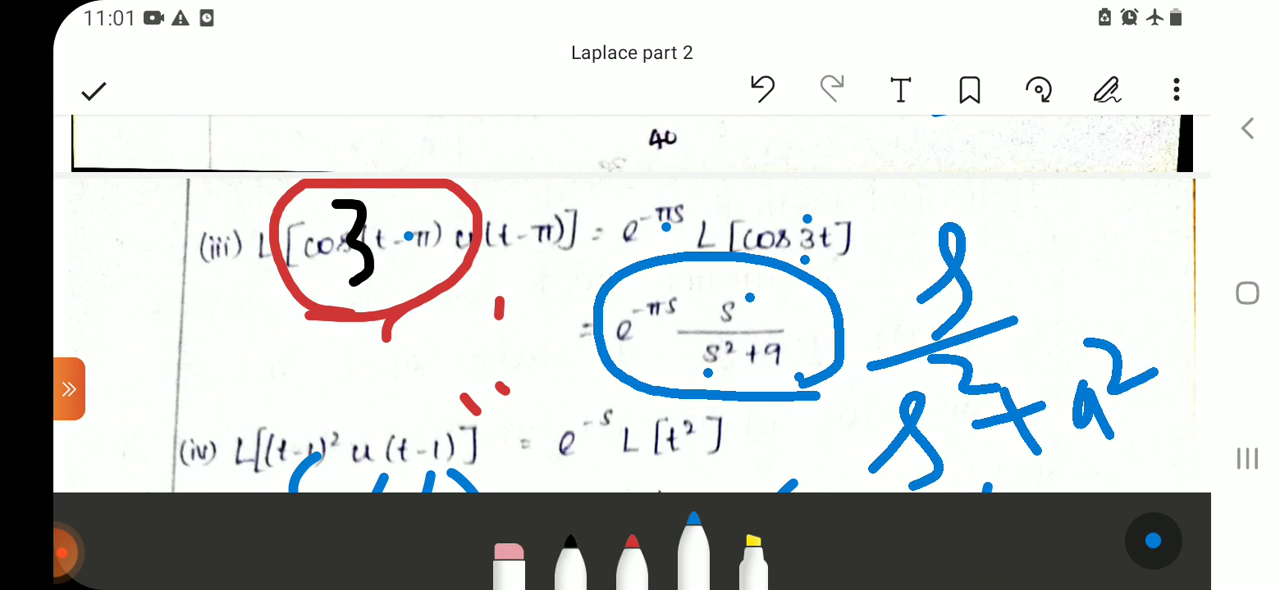 11:01
Laplace part 2
T
40
(iii) L[cos 3(t-π) u(t-π)] = e^{-πs} L[cos 3t]
= e^{-πs} s/(s²+9)
s/(s²+a²)
(iv) L[(t-1)² u(t-1)] = e^{-s} L[t²]